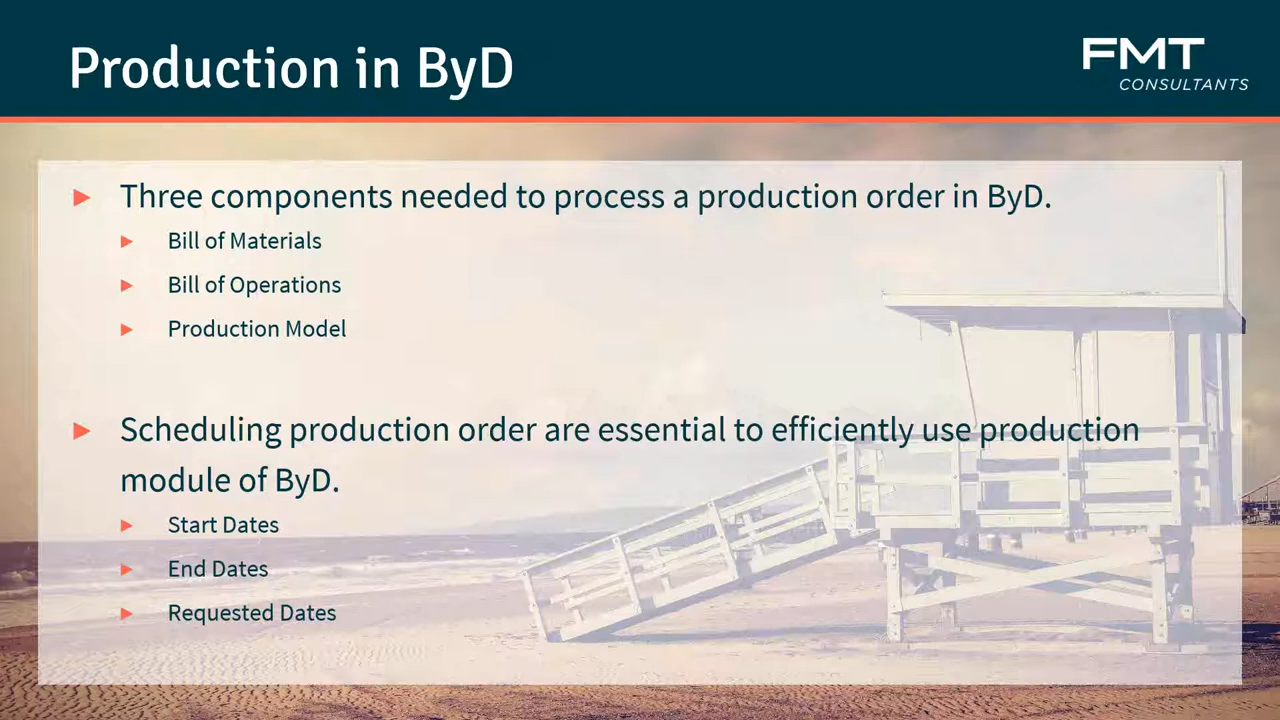 Production in ByD
FMT
CONSULTANTS
Three components needed to process a production order in ByD.
Bill of Materials
Bill of Operations
Production Model
Scheduling production order are essential to efficiently use production
module of ByD.
Start Dates
End Dates
Requested Dates